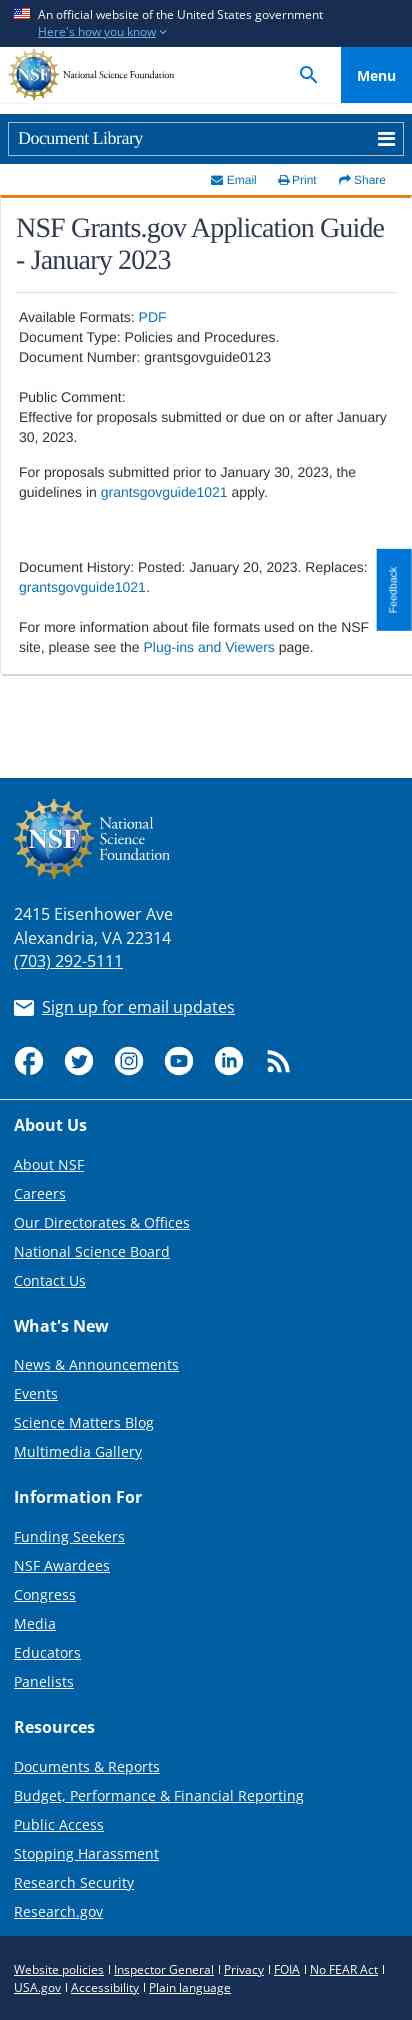 An official website of the United States government
Here's how you know
NSF National Science Foundation
Menu
Document Library
Email Print Share
NSF Grants.gov Application Guide
- January 2023
Available Formats: PDF
Document Type: Policies and Procedures.
Document Number: grantsgovguide0123
Public Comment:
Effective for proposals submitted or due on or after January
30, 2023.
For proposals submitted prior to January 30, 2023, the
guidelines in grantsgovguide1021 apply.
Feedback
Document History: Posted: January 20, 2023. Replaces:
grantsgovguide1021.
For more information about file formats used on the NSF
site, please see the Plug-ins and Viewers page.
NSF
National
Science
Foundation
2415 Eisenhower Ave
Alexandria, VA 22314
(703) 292-5111
Sign up for email updates
About Us
About NSF
Careers
Our Directorates & Offices
National Science Board
Contact Us
What's New
News & Announcements
Events
Science Matters Blog
Multimedia Gallery
Information For
Funding Seekers
NSF Awardees
Congress
Media
Educators
Panelists
Resources
Documents & Reports
Budget, Performance & Financial Reporting
Public Access
Stopping Harassment
Research Security
Research.gov
Website policies | Inspector General | Privacy | FOIA | No FEAR Act |
USA.gov | Accessibility | Plain language